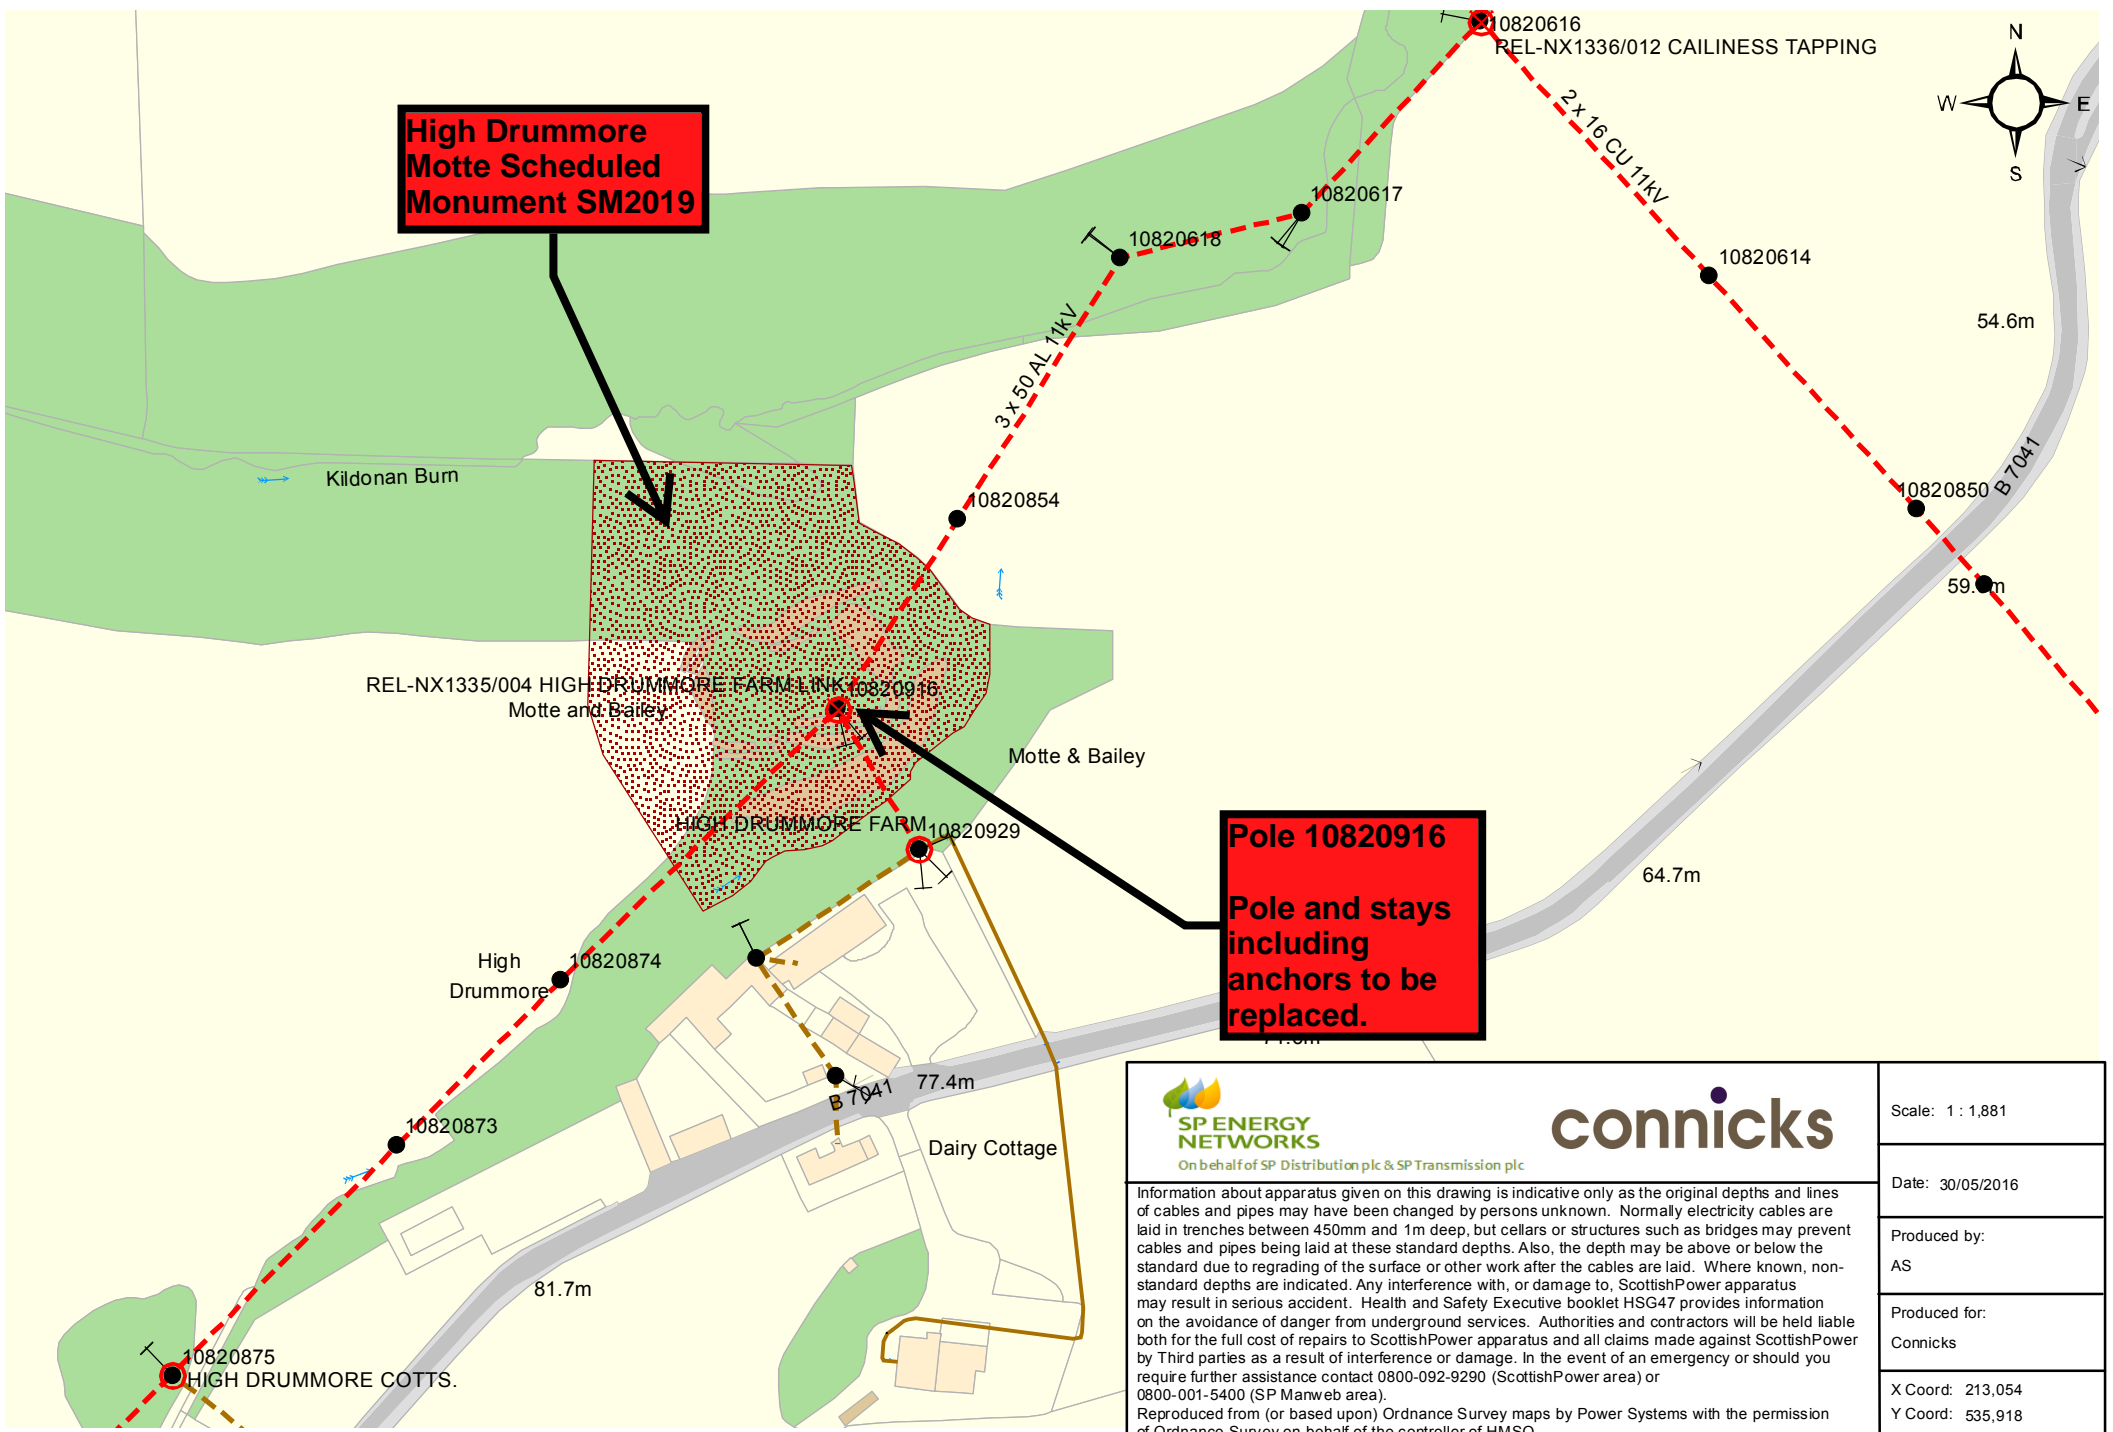 10820616
REL-NX1336/012 CAILINESS TAPPING
N
W
E
S
High Drummore
Motte Scheduled
Monument SM2019
2 x 16 CU 11kV
10820617
10820618
10820614
54.6m
3 x 50 AL 11kV
B 7041
Kildonan Burn
10820854
10820850
REL-NX1335/004 HIGH DRUMMORE FARM LINK
10820916
Motte and Bailey
Motte & Bailey
HIGH DRUMMORE FARM
10820929
Pole 10820916
Pole and stays
including
anchors to be
replaced.
64.7m
High
Drummore
10820874
B 7041
77.4m
10820873
Dairy Cottage
81.7m
10820875
HIGH DRUMMORE COTTS.
SP ENERGY
NETWORKS
On behalf of SP Distribution plc & SP Transmission plc
connicks
Information about apparatus given on this drawing is indicative only as the original depths and lines
of cables and pipes may have been changed by persons unknown. Normally electricity cables are
laid in trenches between 450mm and 1m deep, but cellars or structures such as bridges may prevent
cables and pipes being laid at these standard depths. Also, the depth may be above or below the
standard due to regrading of the surface or other work after the cables are laid. Where known, non-
standard depths are indicated. Any interference with, or damage to, ScottishPower apparatus
may result in serious accident. Health and Safety Executive booklet HSG47 provides information
on the avoidance of danger from underground services. Authorities and contractors will be held liable
both for the full cost of repairs to ScottishPower apparatus and all claims made against ScottishPower
by Third parties as a result of interference or damage. In the event of an emergency or should you
require further assistance contact 0800-092-9290 (ScottishPower area) or
0800-001-5400 (SP Manweb area).
Reproduced from (or based upon) Ordnance Survey maps by Power Systems with the permission
of Ordnance Survey on behalf of the controller of HMSO.
Scale: 1 : 1,881
Date: 30/05/2016
Produced by:
AS
Produced for:
Connicks
X Coord: 213,054
Y Coord: 535,918